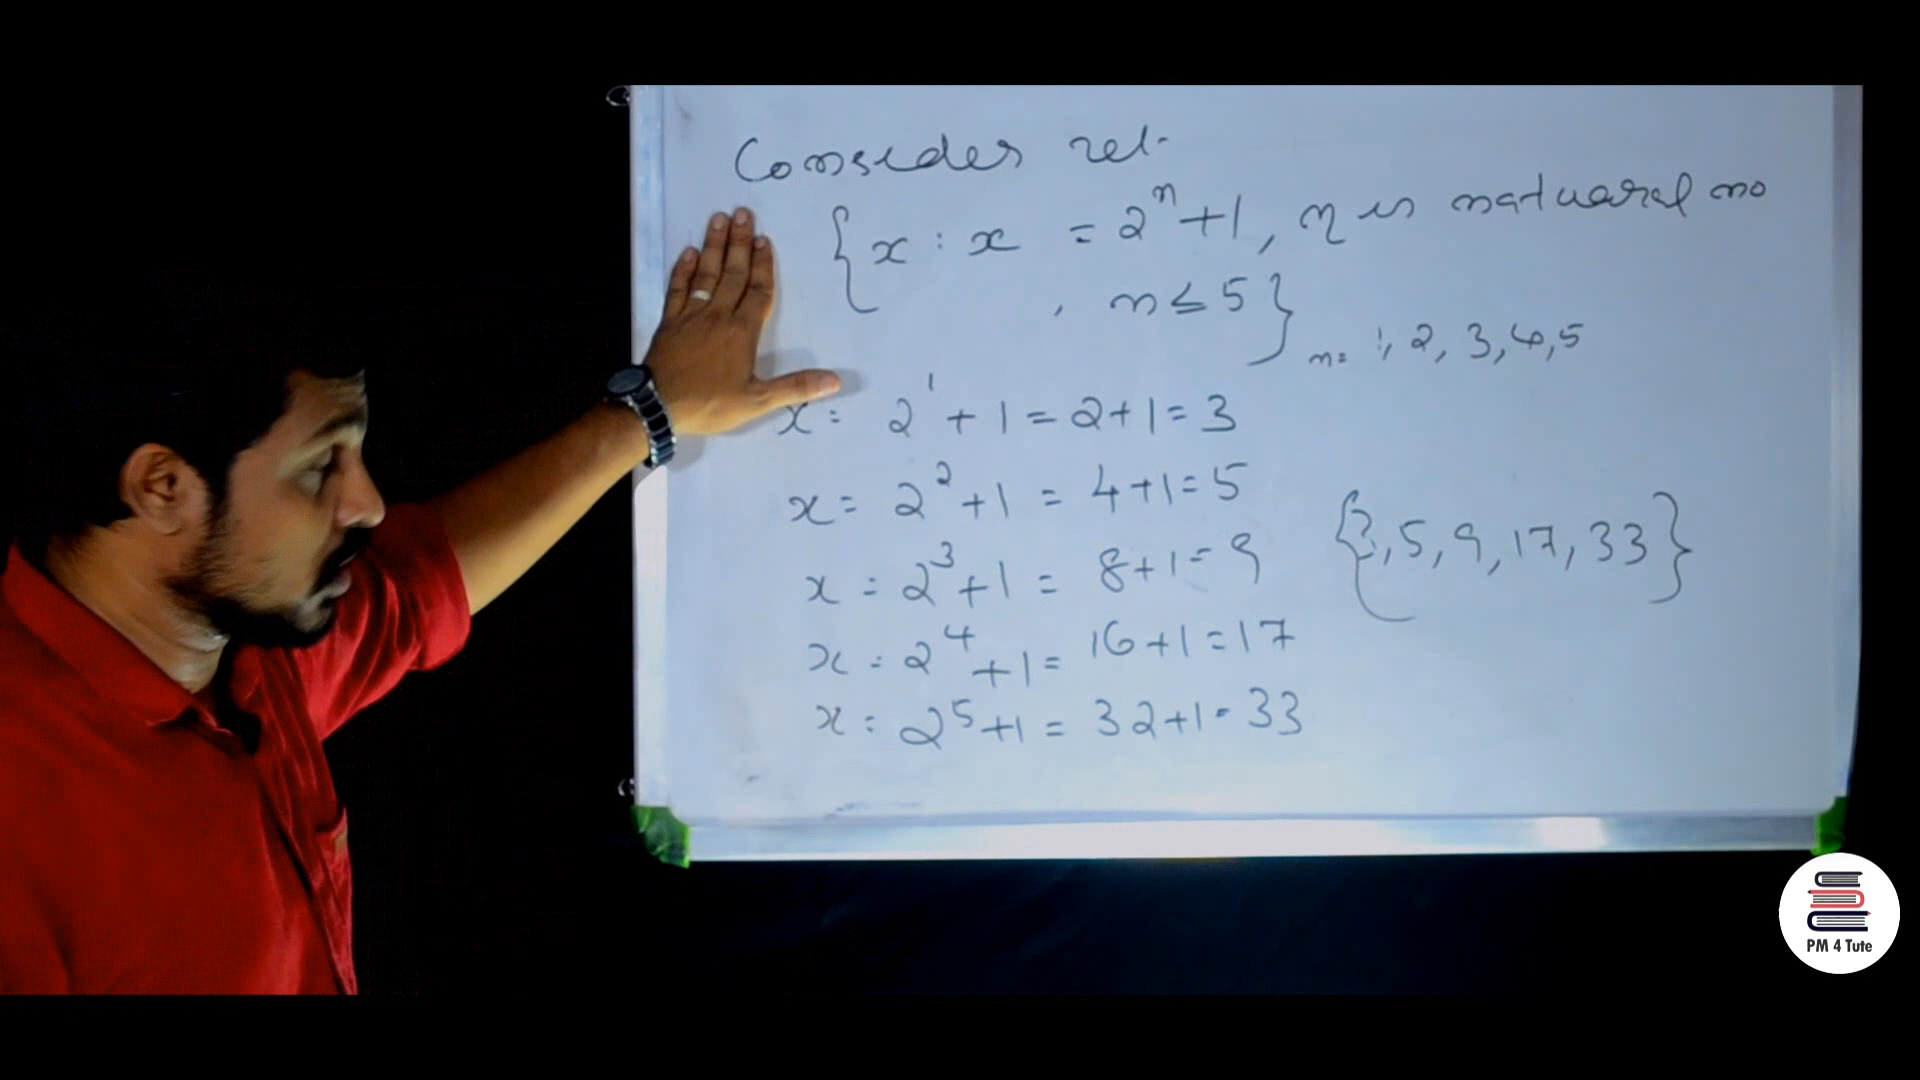 Consider rel.
{x : x = 2ⁿ + 1, n is natuaral no
, n ≤ 5}
n = 1, 2, 3, 4, 5
x = 2¹ + 1 = 2 + 1 = 3
x = 2² + 1 = 4 + 1 = 5
x = 2³ + 1 = 8 + 1 = 9
{3, 5, 9, 17, 33}
x = 2⁴ + 1 = 16 + 1 = 17
x = 2⁵ + 1 = 32 + 1 = 33
PM 4 Tute